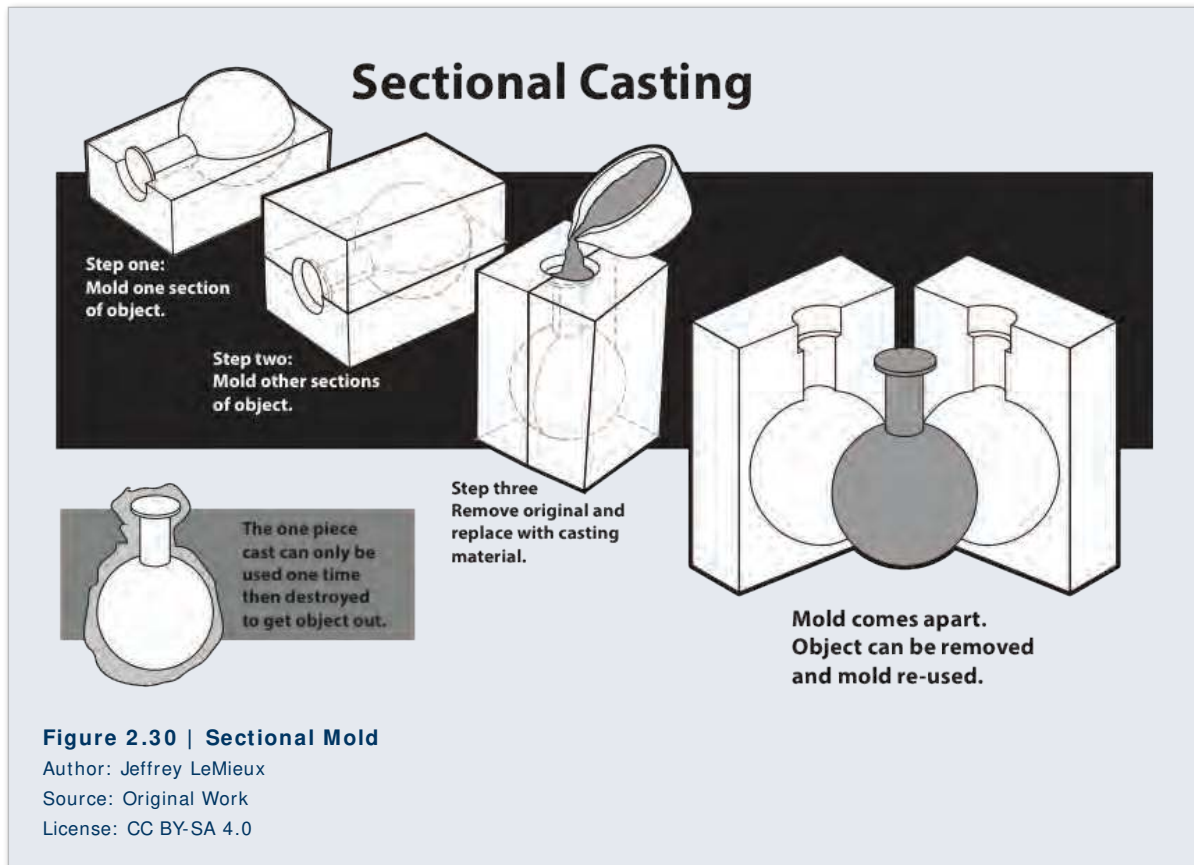 Sectional Casting
Step one:
Mold one section
of object.
Step two:
Mold other sections
of object.
Step three
Remove original and
replace with casting
material.
Mold comes apart.
Object can be removed
and mold re-used.
The one piece
cast can only be
used one time
then destroyed
to get object out.
Figure 2.30 | Sectional Mold
Author: Jeffrey LeMieux
Source: Original Work
License: CC BY-SA 4.0